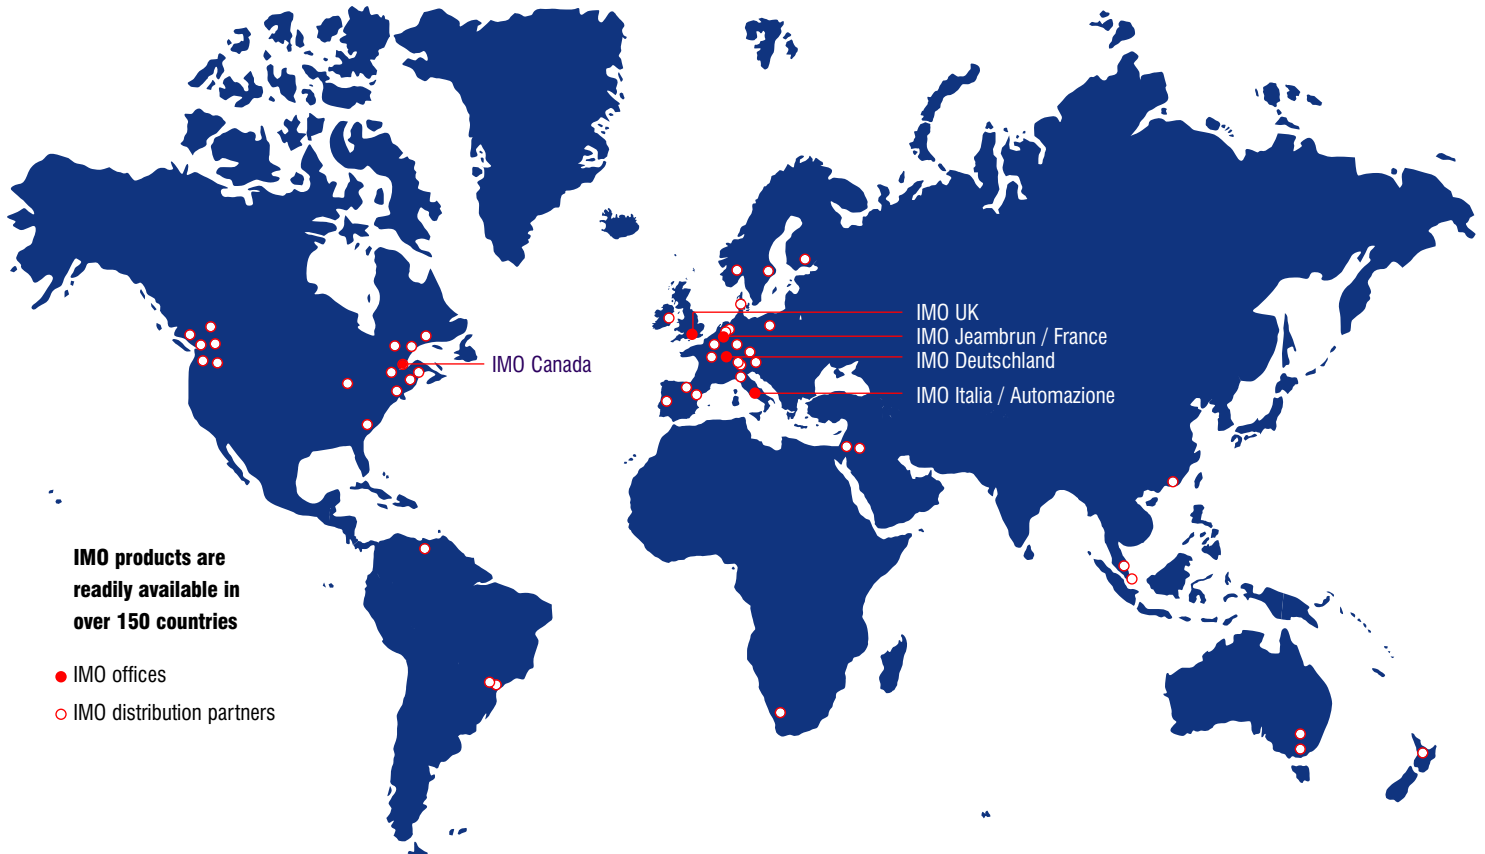 IMO UK
IMO Jeambrun / France
IMO Deutschland
IMO Canada
IMO Italia / Automazione
IMO products are
readily available in
over 150 countries
IMO offices
IMO distribution partners